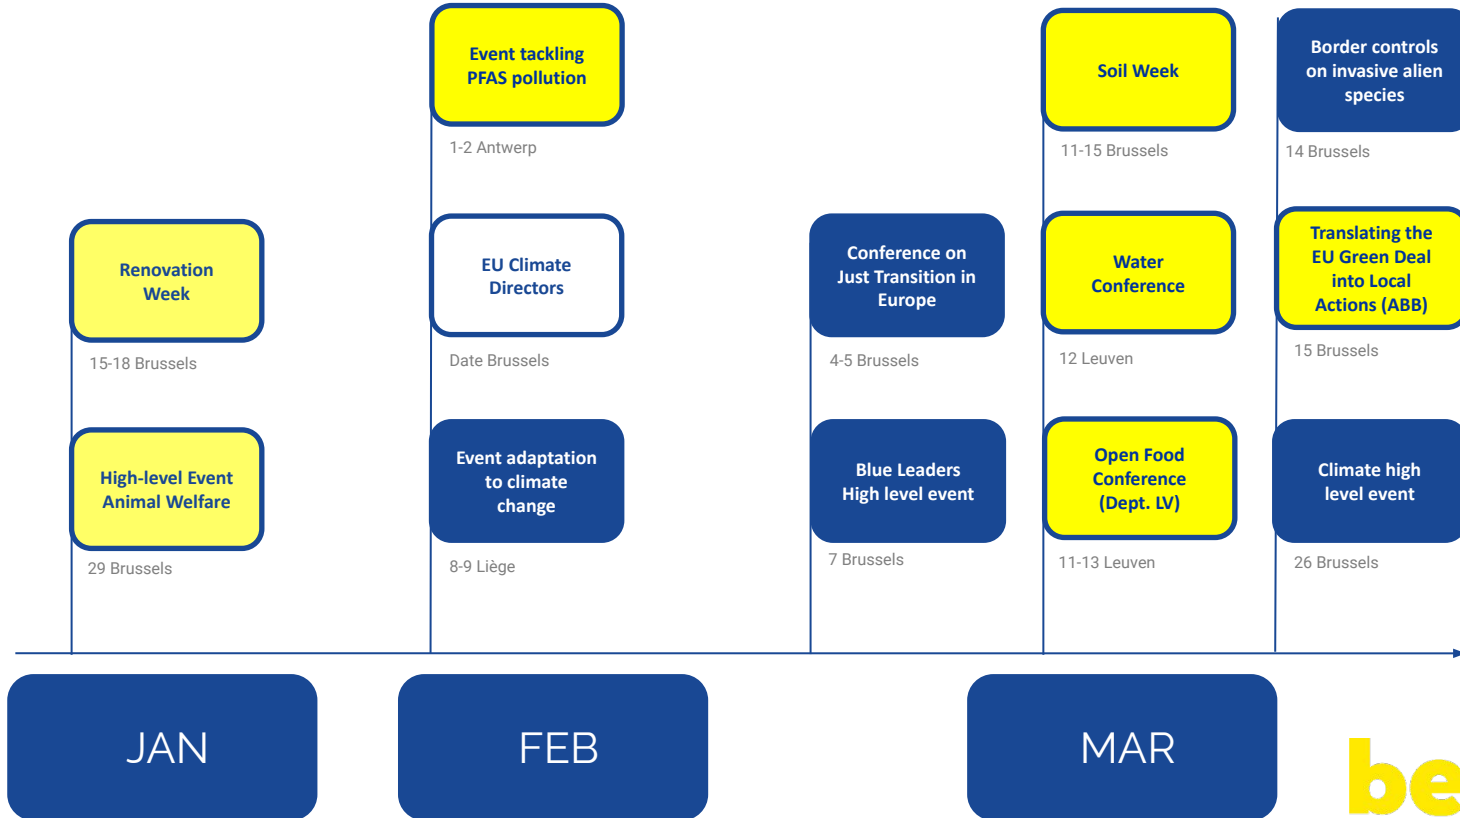 Event tackling
PFAS pollution
1-2 Antwerp
Soil Week
11-15 Brussels
Border controls
on invasive alien
species
14 Brussels
Renovation
Week
15-18 Brussels
EU Climate
Directors
Date Brussels
Conference on
Just Transition in
Europe
4-5 Brussels
Water
Conference
12 Leuven
Translating the
EU Green Deal
into Local
Actions (ABB)
15 Brussels
High-level Event
Animal Welfare
29 Brussels
Event adaptation
to climate
change
8-9 Liège
Blue Leaders
High level event
7 Brussels
Open Food
Conference
(Dept. LV)
11-13 Leuven
Climate high
level event
26 Brussels
JAN
FEB
MAR
be